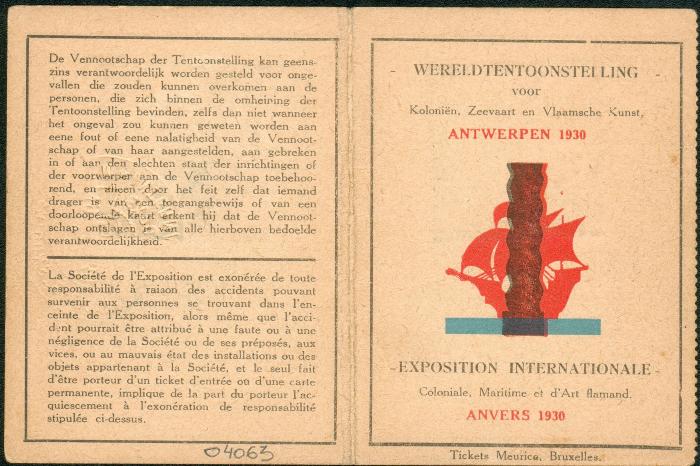 De Vennootschap der Tentoonstelling kan geens-
zins verantwoordelijk worden gesteld voor onge-
vallen die zouden kunnen overkomen aan de
personen, die zich binnen de omheining der
Tentoonstelling bevinden, zelfs dan niet wanneer
het ongeval zou kunnen geweten worden aan
eene fout of eene nalatigheid van de Vennoot-
schap of van haar aangestelden, aan gebreken
in of aan den slechten staat der inrichtingen of
der voorwerpen aan de Vennootschap toebehoo-
rend, en alleen door het feit zelf dat iemand
drager is van een toegangsbewijs of van een
doorloopende kaart erkent hij dat de Vennoot-
schap ontslagen is van alle hierboven bedoelde
verantwoordelijkheid.
La Société de l'Exposition est exonérée de toute
responsabilité à raison des accidents pouvant
survenir aux personnes se trouvant dans l'en-
ceinte de l'Exposition, alors même que l'acci-
dent pourrait être attribué à une faute ou à une
négligence de la Société ou de ses préposés, aux
vices, ou au mauvais état des installations ou des
objets appartenant à la Société, et le seul fait
d'être porteur d'un ticket d'entrée ou d'une carte
permanente, implique de la part du porteur l'ac-
quiescement à l'exonération de responsabilité
stipulée ci-dessus.
04063
- WERELDTENTOONSTELLING -
voor
Koloniën, Zeevaart en Vlaamsche Kunst,
ANTWERPEN 1930
- EXPOSITION INTERNATIONALE -
Coloniale, Maritime et d'Art flamand.
ANVERS 1930
Tickets Meurice, Bruxelles.